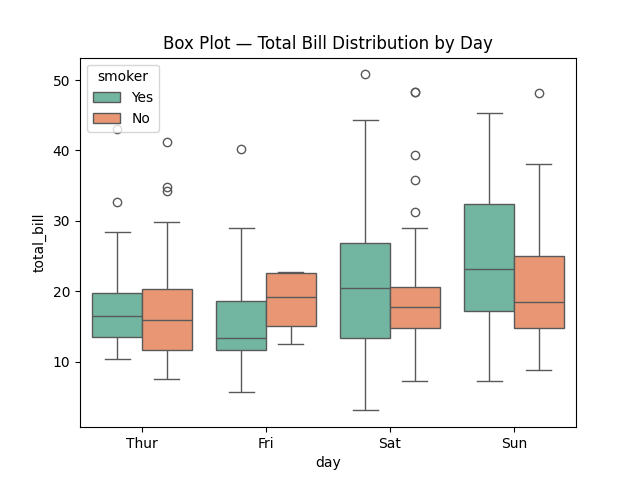 Box Plot — Total Bill Distribution by Day
smoker
Yes
No
50
40
30
20
10
total_bill
Thur
Fri
Sat
Sun
day